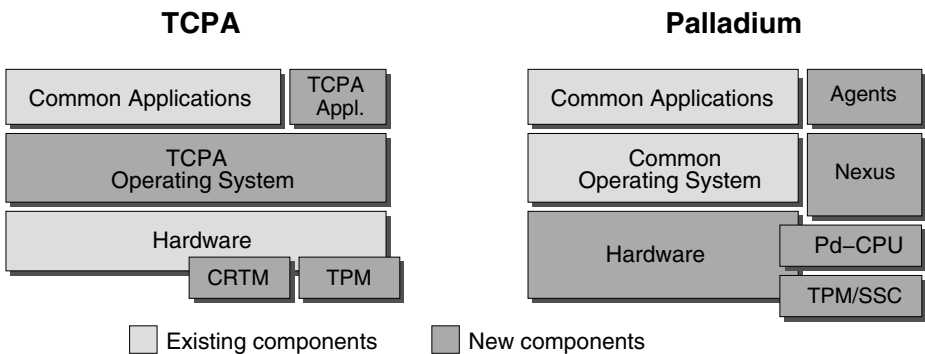 TCPA
Common Applications
TCPA
Appl.
TCPA
Operating System
Hardware
CRTM
TPM
Palladium
Common Applications
Agents
Common
Operating System
Nexus
Hardware
Pd−CPU
TPM/SSC
Existing components
New components